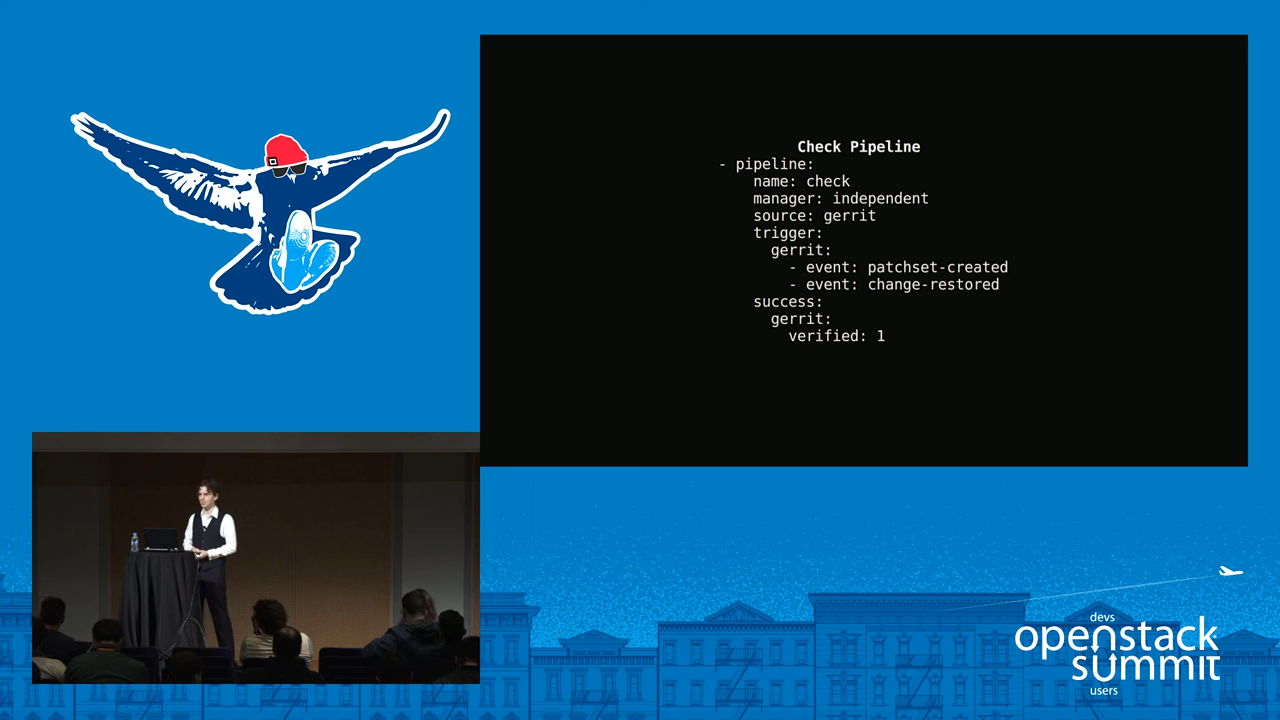 Check Pipeline
- pipeline:
name: check
manager: independent
source: gerrit
trigger:
gerrit:
- event: patchset-created
- event: change-restored
success:
gerrit:
verified: 1
devs
openstack
summit
users